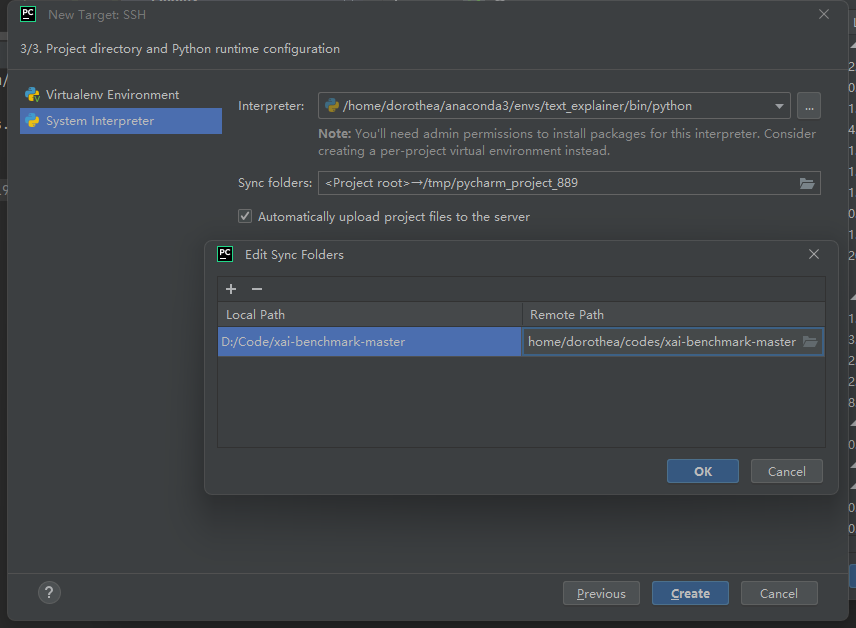 PC New Target: SSH
3/3. Project directory and Python runtime configuration
Virtualenv Environment
System Interpreter
Interpreter: /home/dorothea/anaconda3/envs/text_explainer/bin/python ...
Note: You'll need admin permissions to install packages for this interpreter. Consider
creating a per-project virtual environment instead.
Sync folders: <Project root>→/tmp/pycharm_project_889
Automatically upload project files to the server
PC Edit Sync Folders
+ −
Local Path Remote Path
D:/Code/xai-benchmark-master home/dorothea/codes/xai-benchmark-master
OK Cancel
? Previous Create Cancel